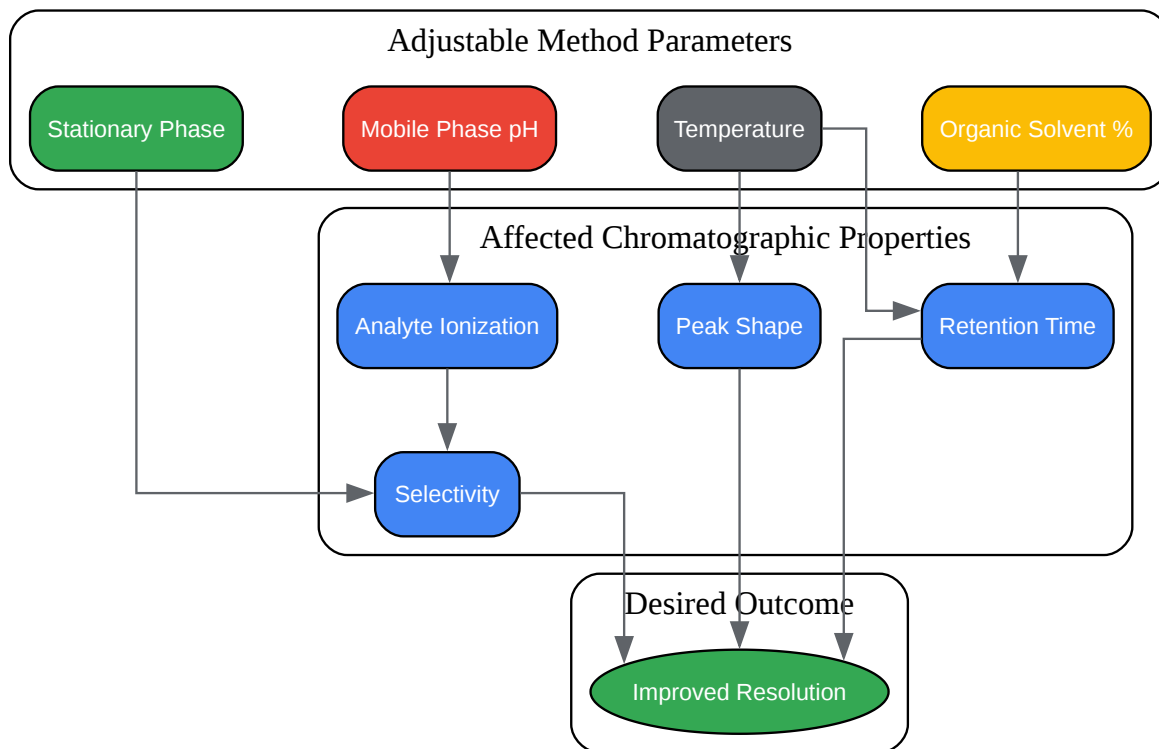 Adjustable Method Parameters
Stationary Phase
Mobile Phase pH
Temperature
Organic Solvent %
Affected Chromatographic Properties
Analyte Ionization
Peak Shape
Retention Time
Selectivity
Desired Outcome
Improved Resolution